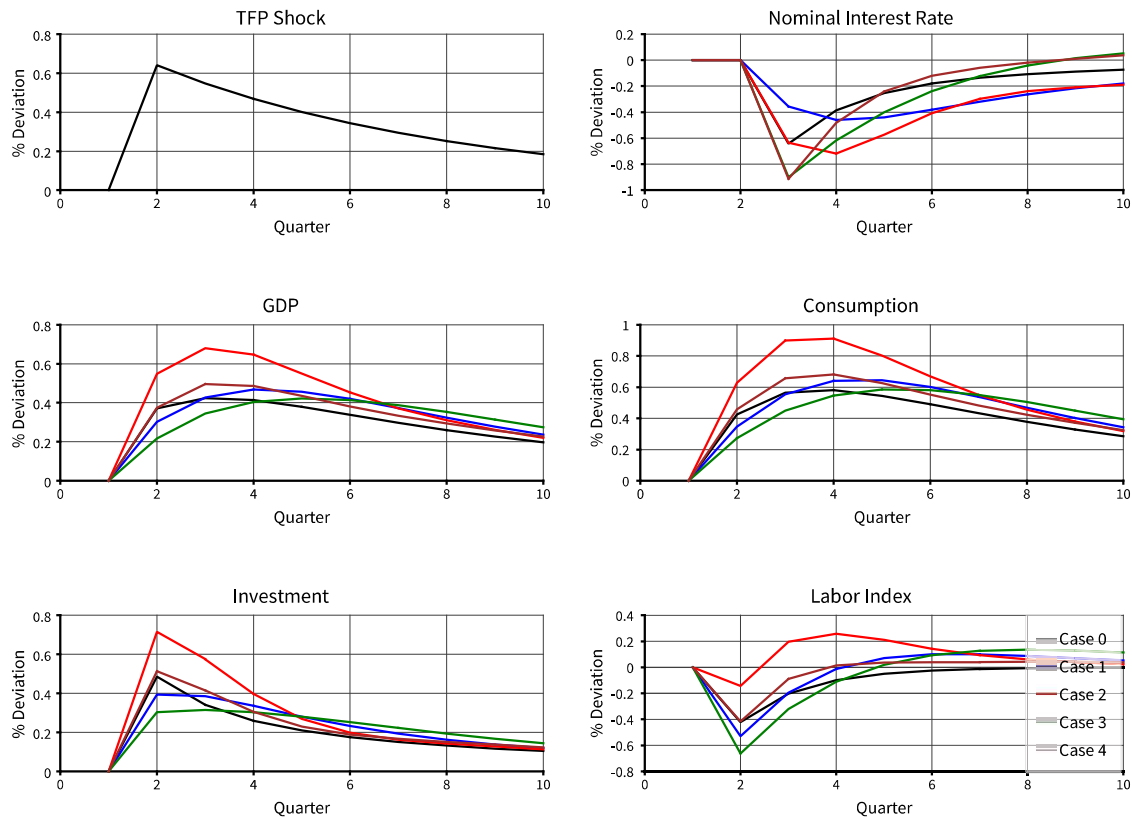 TFP Shock
0.8
0.6
0.4
0.2
0
% Deviation
0 2 4 6 8 10
Quarter
Nominal Interest Rate
0.2
0
-0.2
-0.4
-0.6
-0.8
-1
% Deviation
0 2 4 6 8 10
Quarter
GDP
0.8
0.6
0.4
0.2
0
% Deviation
0 2 4 6 8 10
Quarter
Consumption
1
0.8
0.6
0.4
0.2
0
% Deviation
0 2 4 6 8 10
Quarter
Investment
0.8
0.6
0.4
0.2
0
% Deviation
0 2 4 6 8 10
Quarter
Labor Index
0.4
0.2
0
-0.2
-0.4
-0.6
-0.8
% Deviation
0 2 4 6 8 10
Quarter
Case 0
Case 1
Case 2
Case 3
Case 4